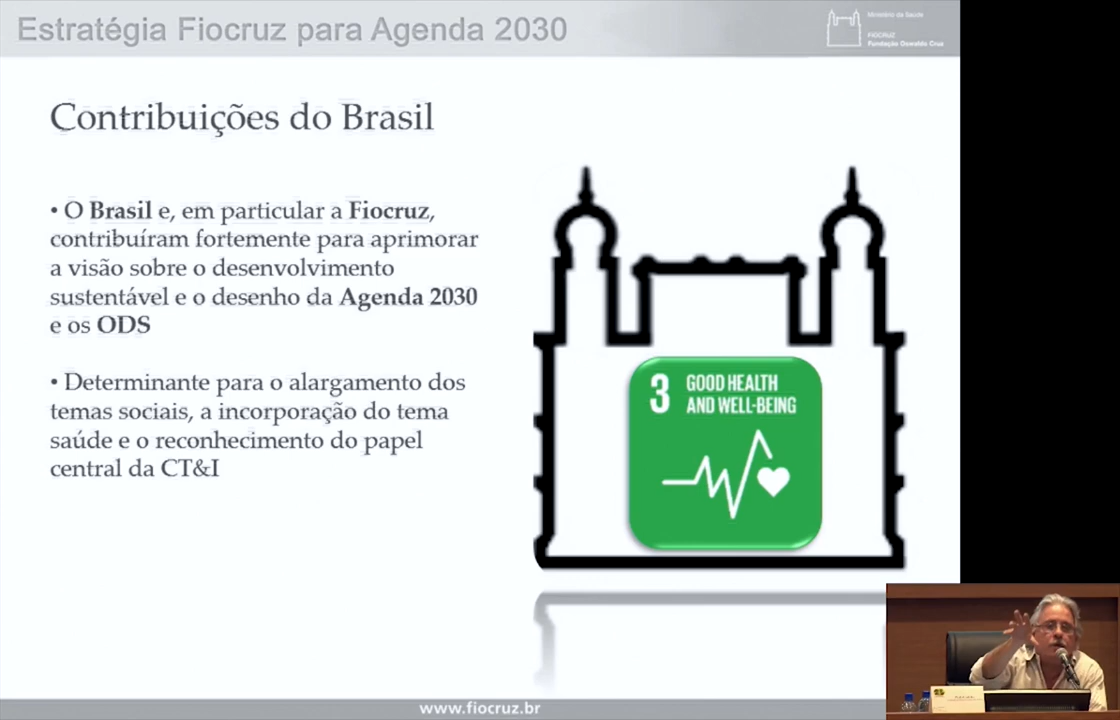 Estratégia Fiocruz para Agenda 2030
Ministério da Saúde
FIOCRUZ
Fundação Oswaldo Cruz
Contribuições do Brasil
• O Brasil e, em particular a Fiocruz,
contribuíram fortemente para aprimorar
a visão sobre o desenvolvimento
sustentável e o desenho da Agenda 2030
e os ODS
• Determinante para o alargamento dos
temas sociais, a incorporação do tema
saúde e o reconhecimento do papel
central da CT&I
3 GOOD HEALTH
AND WELL-BEING
www.fiocruz.br